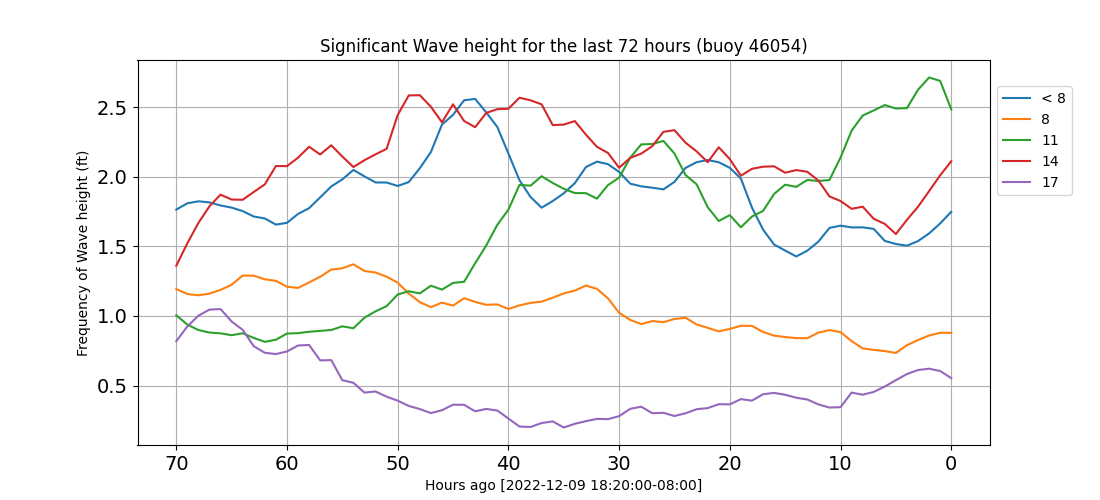 Significant Wave height for the last 72 hours (buoy 46054)
Frequency of Wave height (ft)
2.5
2.0
1.5
1.0
0.5
70 60 50 40 30 20 10 0
Hours ago [2022-12-09 18:20:00-08:00]
< 8
8
11
14
17